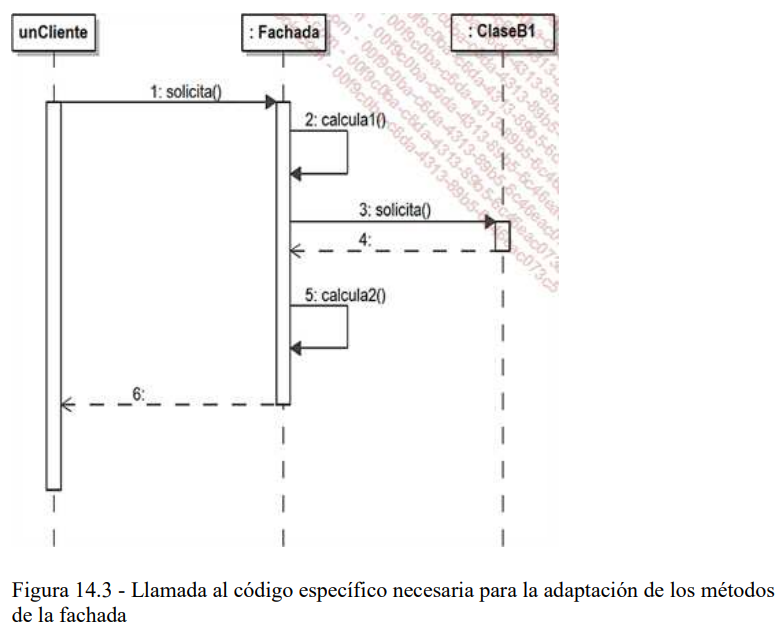 unCliente
: Fachada
: ClaseB1
1: solicita()
2: calcula1()
3: solicita()
4:
5: calcula2()
6:
Figura 14.3 - Llamada al código específico necesaria para la adaptación de los métodos
de la fachada